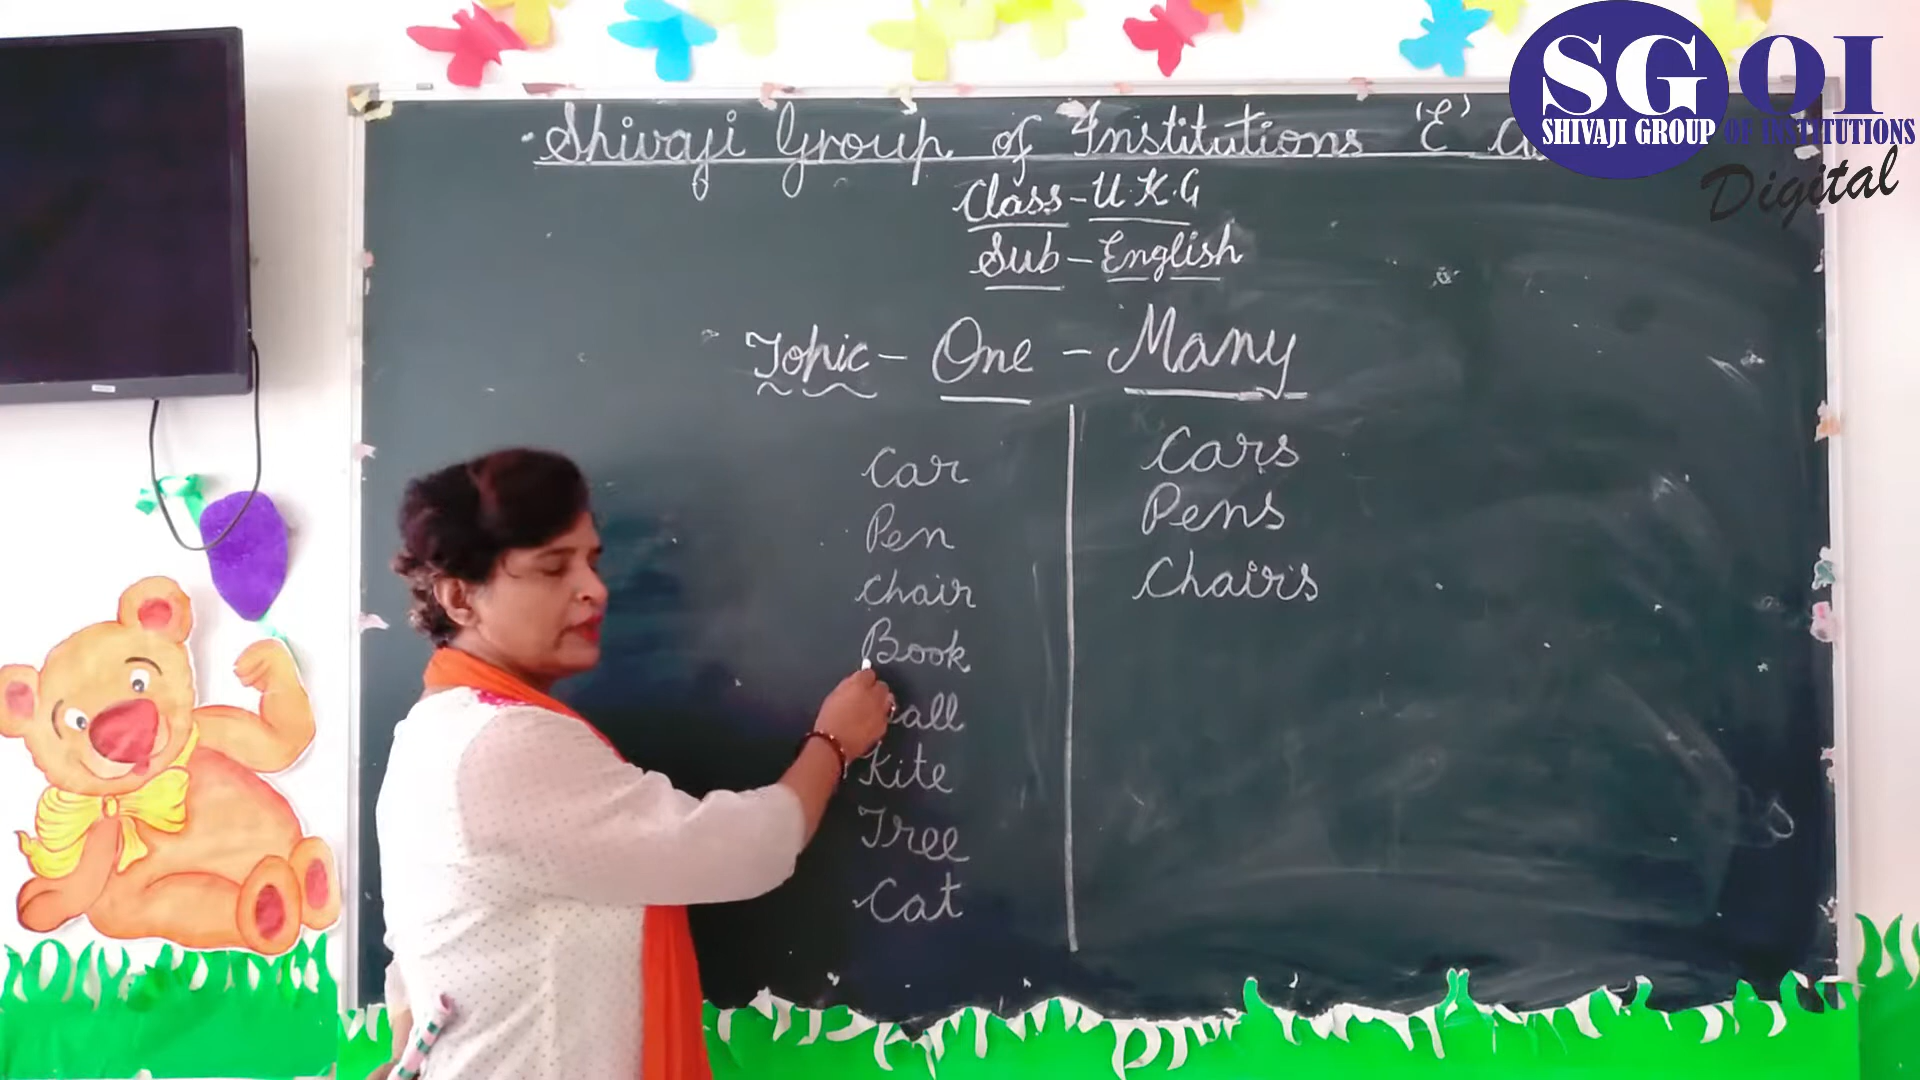 SGOI
SHIVAJI GROUP OF INSTITUTIONS
Digital
Shivaji Group of Institutions 'E'
Class - U.K.G
Sub - English
Topic - One - Many
Car Cars
Pen Pens
Chair Chairs
Book
all
Kite
Tree
Cat